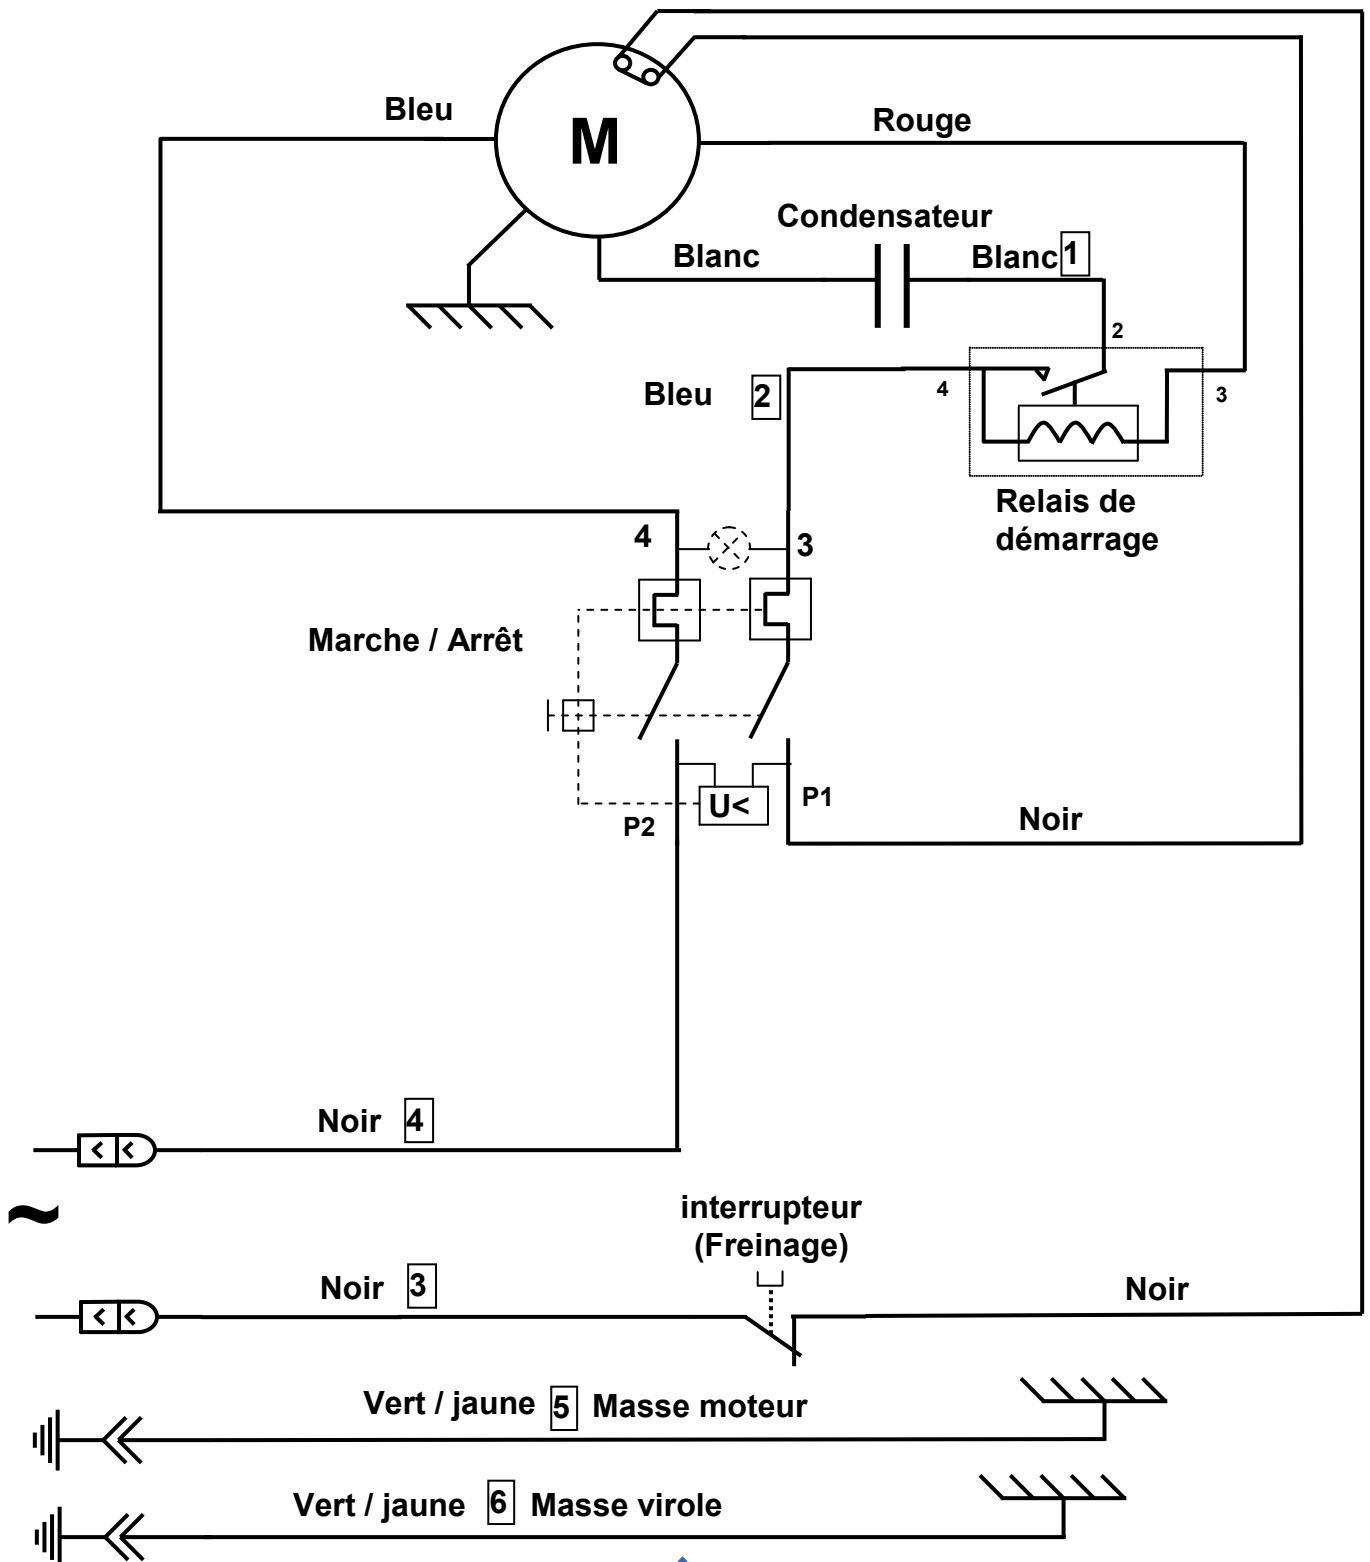 Bleu
M
Rouge
Condensateur
Blanc
Blanc 1
2
Bleu 2
4
3
Relais de
démarrage
4
3
Marche / Arrêt
U<
P1
P2
Noir
Noir 4
~
interrupteur
(Freinage)
Noir 3
Noir
Vert / jaune 5 Masse moteur
Vert / jaune 6 Masse virole